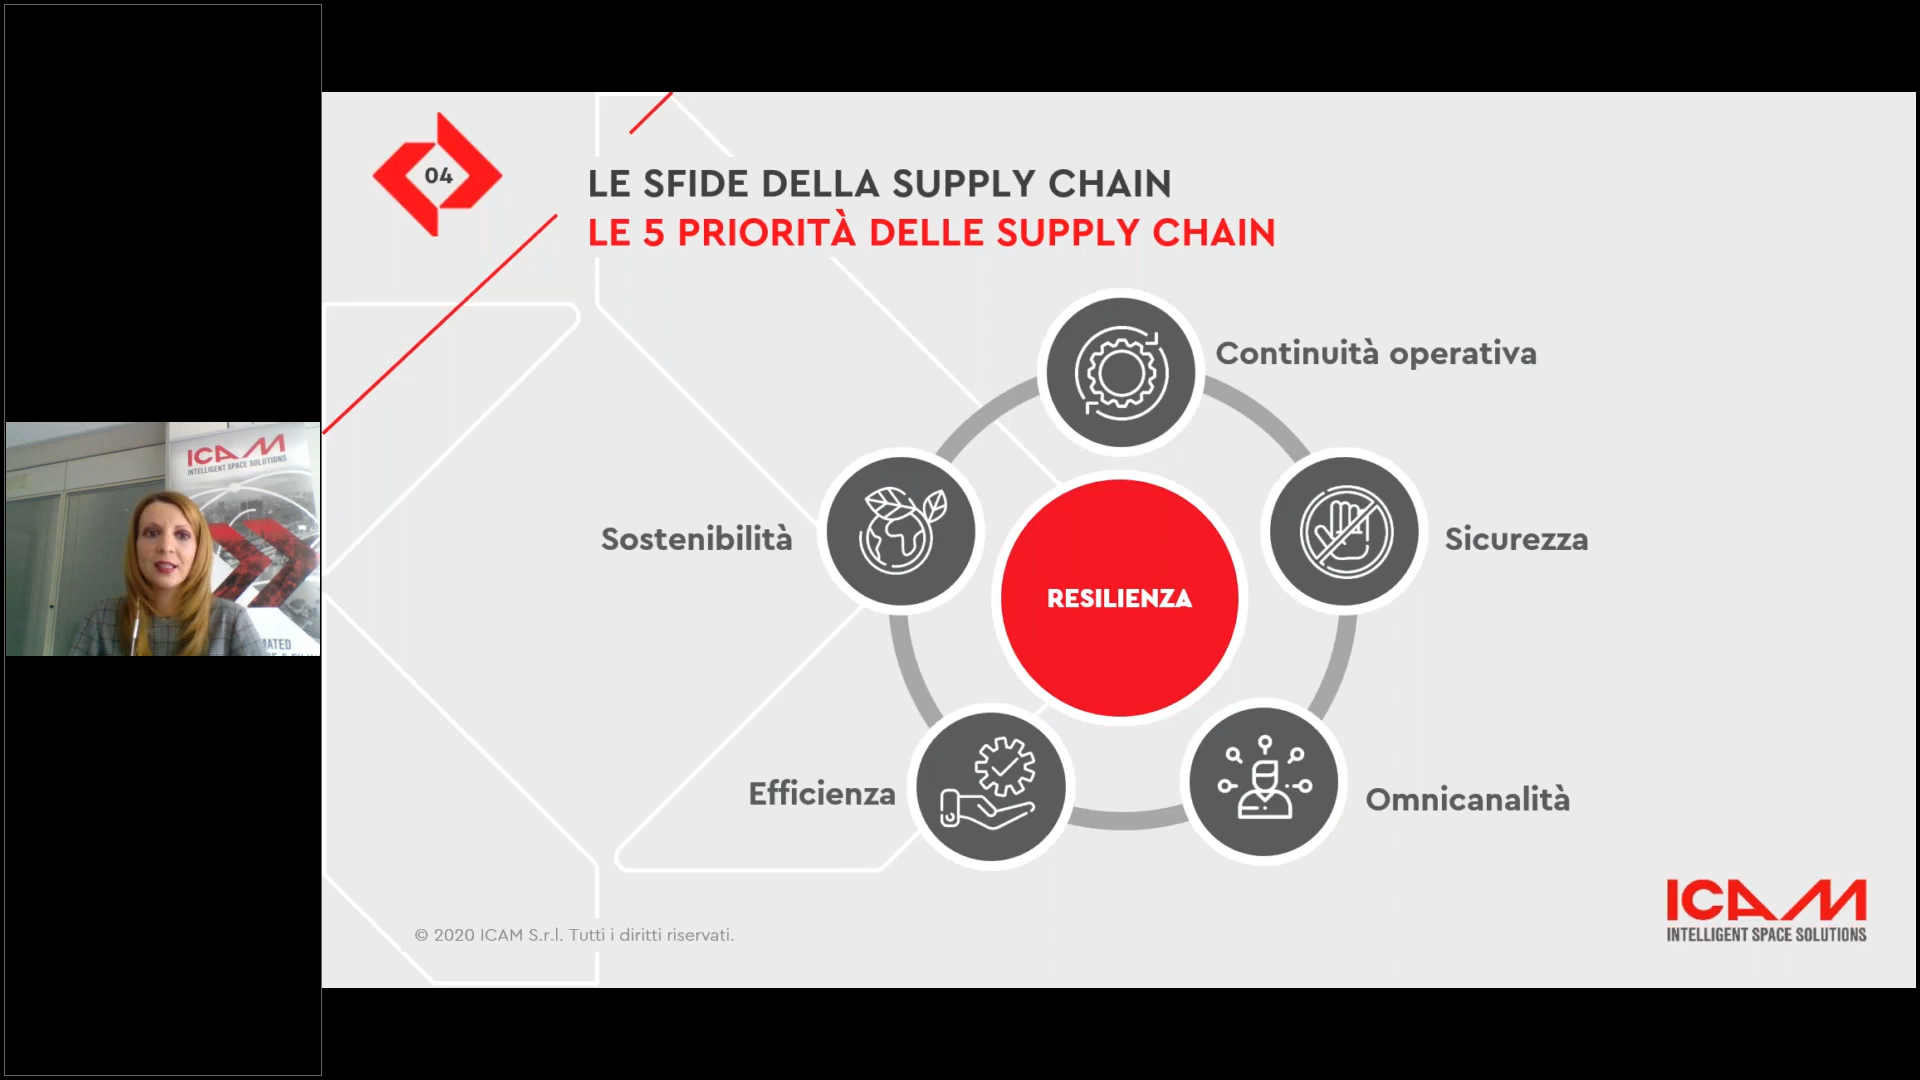 04
LE SFIDE DELLA SUPPLY CHAIN
LE 5 PRIORITÀ DELLE SUPPLY CHAIN
Continuità operativa
Sostenibilità
Sicurezza
RESILIENZA
Efficienza
Omnicanalità
© 2020 ICAM S.r.l. Tutti i diritti riservati.
ICAM
INTELLIGENT SPACE SOLUTIONS
ICAM
INTELLIGENT SPACE SOLUTIONS